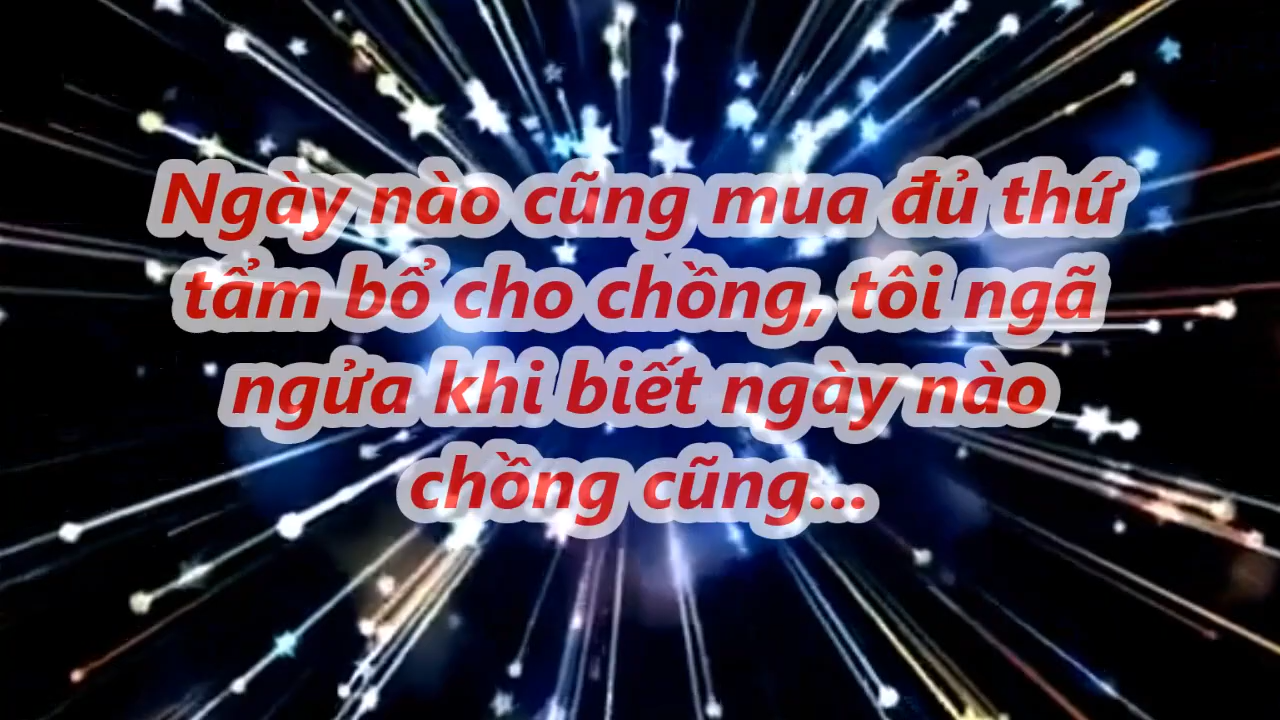 Ngày nào cũng mua đủ thứ
tẩm bổ cho chồng, tôi ngã
ngửa khi biết ngày nào
chồng cũng...